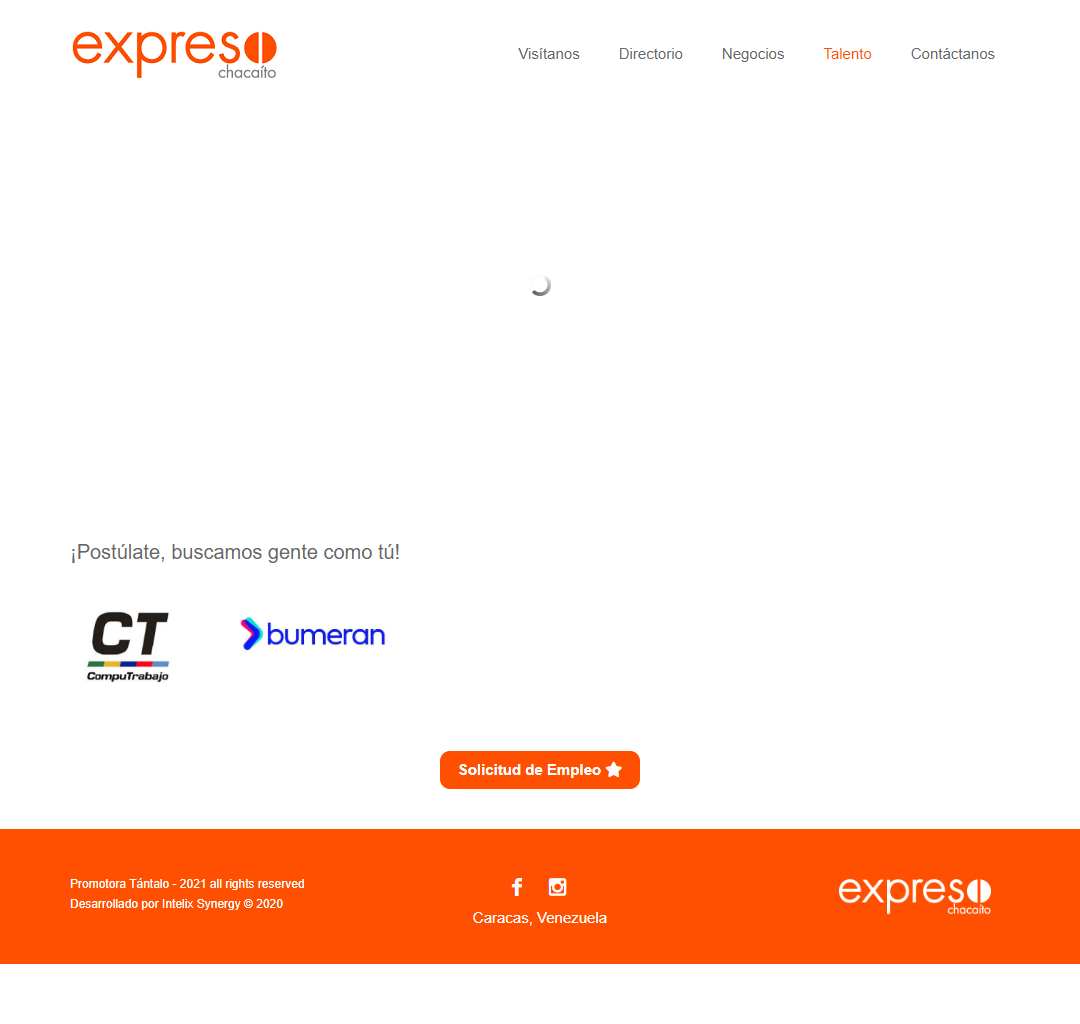 expreso
chacaíto
Visítanos
Directorio
Negocios
Talento
Contáctanos
¡Postúlate, buscamos gente como tú!
CT
CompuTrabajo
bumeran
Solicitud de Empleo
Promotora Tántalo - 2021 all rights reserved
Desarrollado por Intelix Synergy © 2020
Caracas, Venezuela
expreso
chacaíto